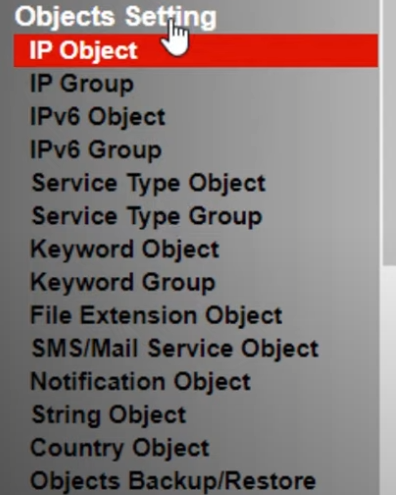 Objects Setting
IP Object
IP Group
IPv6 Object
IPv6 Group
Service Type Object
Service Type Group
Keyword Object
Keyword Group
File Extension Object
SMS/Mail Service Object
Notification Object
String Object
Country Object
Objects Backup/Restore